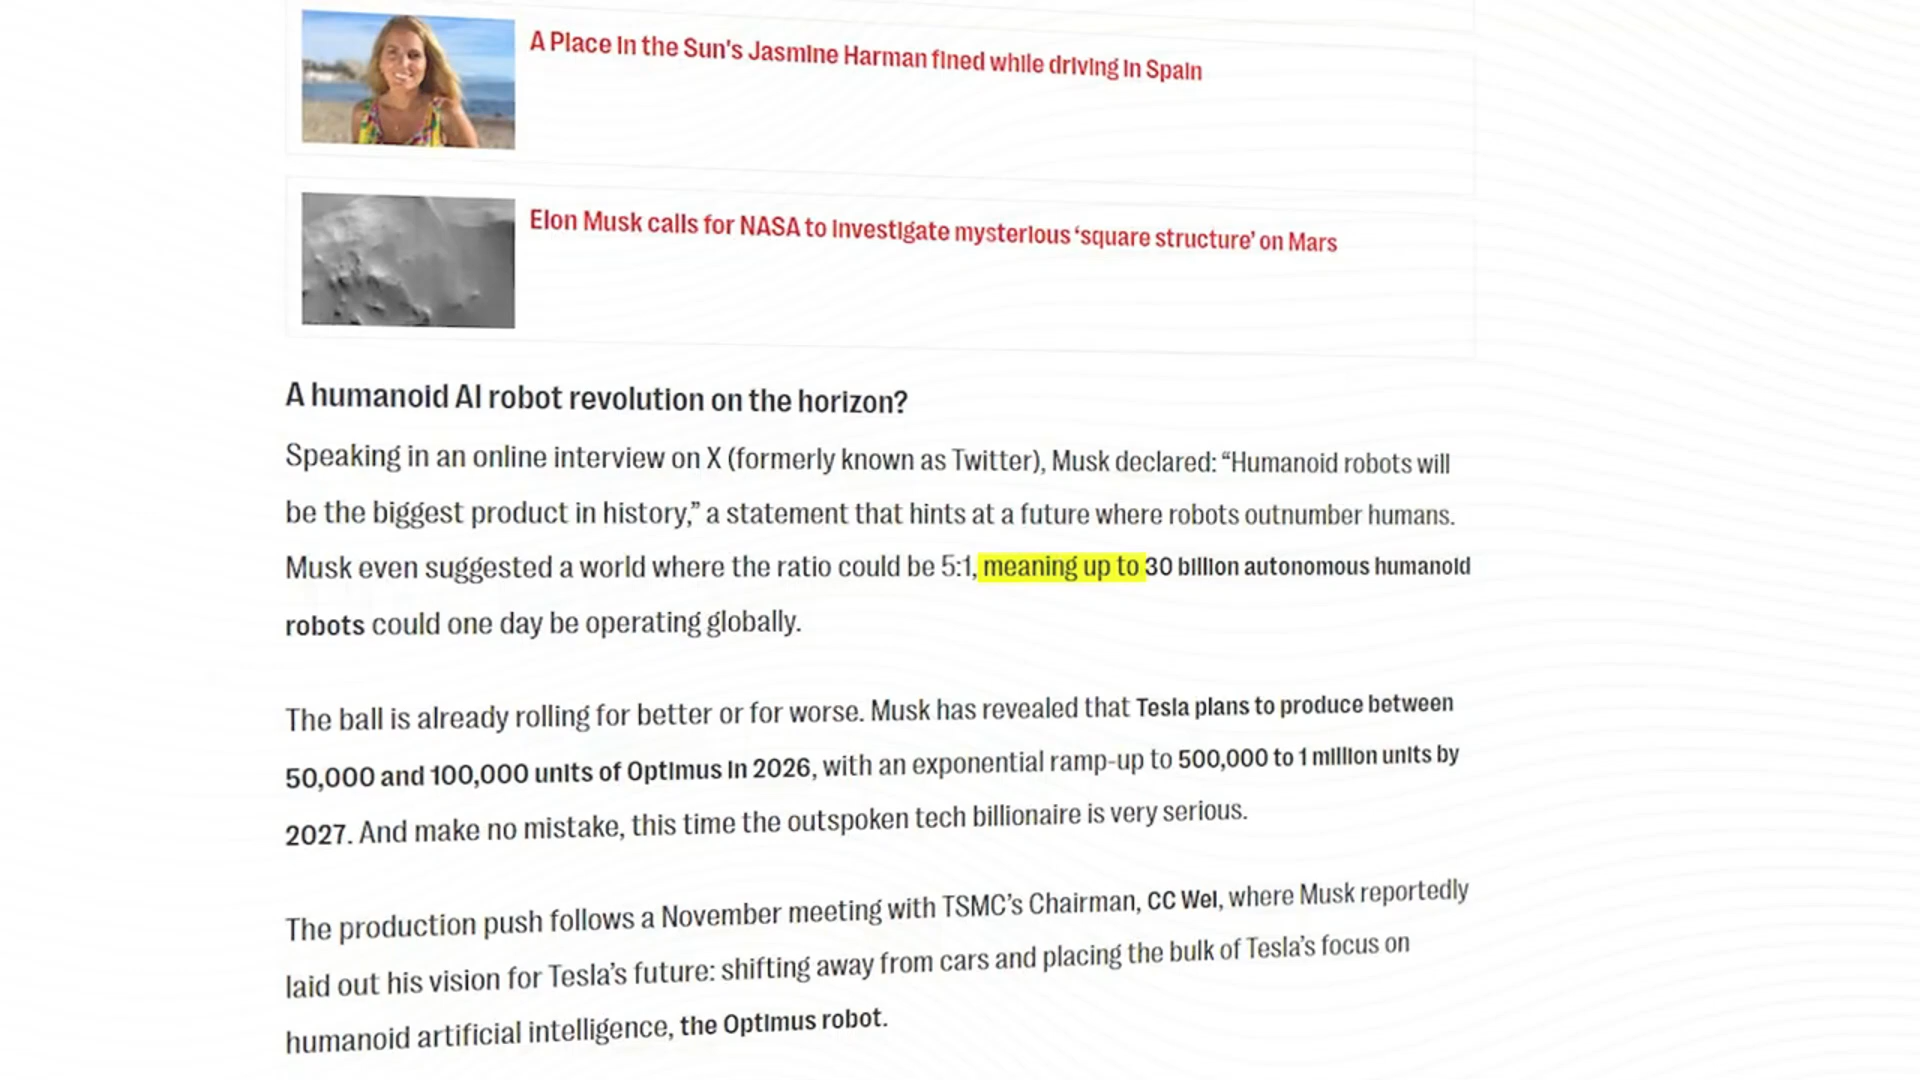 A Place in the Sun's Jasmine Harman fined while driving in Spain
Elon Musk calls for NASA to investigate mysterious ‘square structure’ on Mars
A humanoid AI robot revolution on the horizon?
Speaking in an online interview on X (formerly known as Twitter), Musk declared: “Humanoid robots will
be the biggest product in history,” a statement that hints at a future where robots outnumber humans.
Musk even suggested a world where the ratio could be 5:1, meaning up to 30 billion autonomous humanoid
robots could one day be operating globally.
The ball is already rolling for better or for worse. Musk has revealed that Tesla plans to produce between
50,000 and 100,000 units of Optimus in 2026, with an exponential ramp-up to 500,000 to 1 million units by
2027. And make no mistake, this time the outspoken tech billionaire is very serious.
The production push follows a November meeting with TSMC’s Chairman, CC Wei, where Musk reportedly
laid out his vision for Tesla’s future: shifting away from cars and placing the bulk of Tesla’s focus on
humanoid artificial intelligence, the Optimus robot.